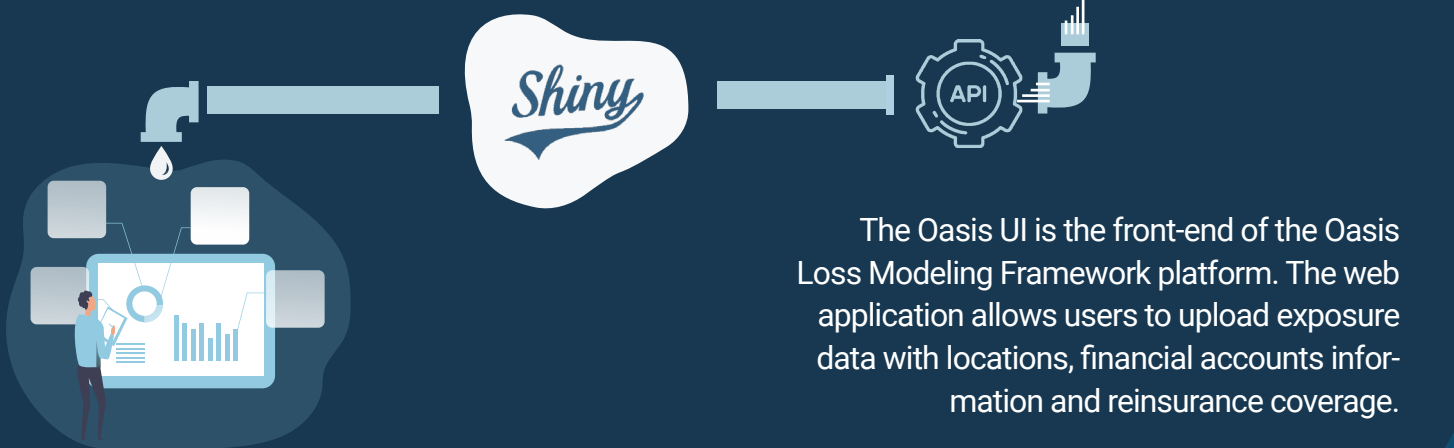 Shiny
API
The Oasis UI is the front-end of the Oasis
Loss Modeling Framework platform. The web
application allows users to upload exposure
data with locations, financial accounts infor-
mation and reinsurance coverage.